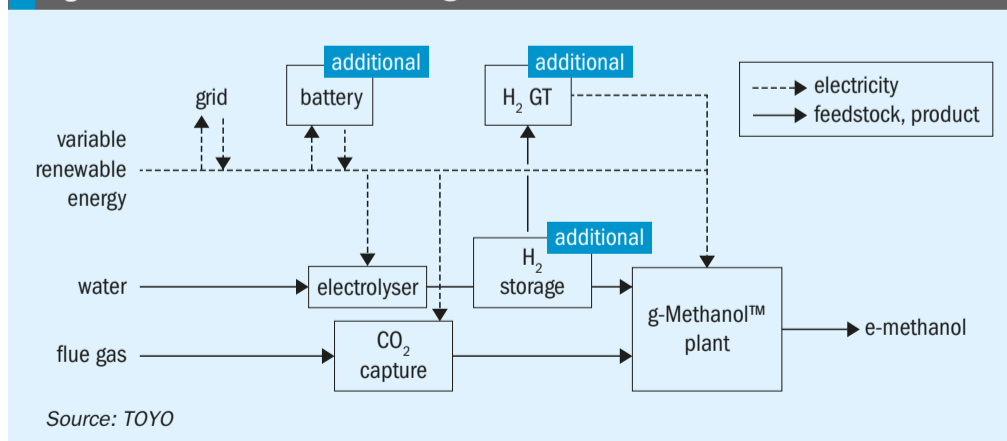 additional
additional
grid
battery
H₂ GT
electricity
feedstock, product
variable
renewable
energy
additional
water
electrolyser
H₂
storage
g-Methanol™
plant
e-methanol
flue gas
CO₂
capture
Source: TOYO